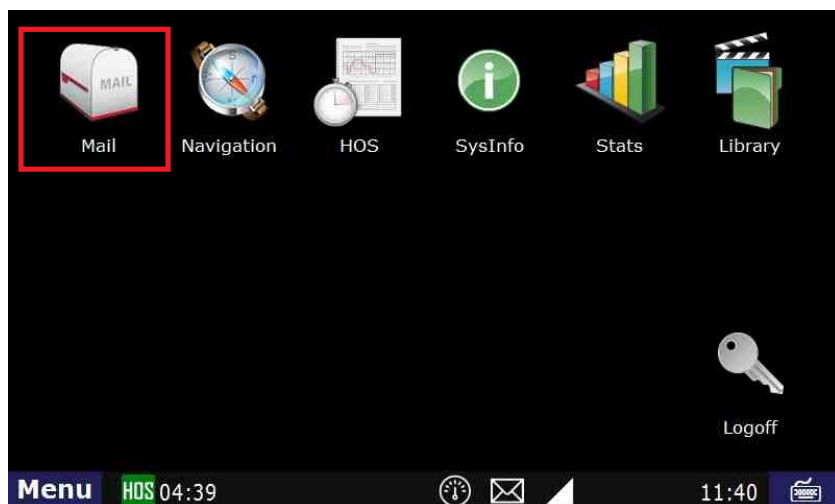 MAIL
Mail Navigation HOS SysInfo Stats Library
Logoff
Menu HOS 04:39 11:40